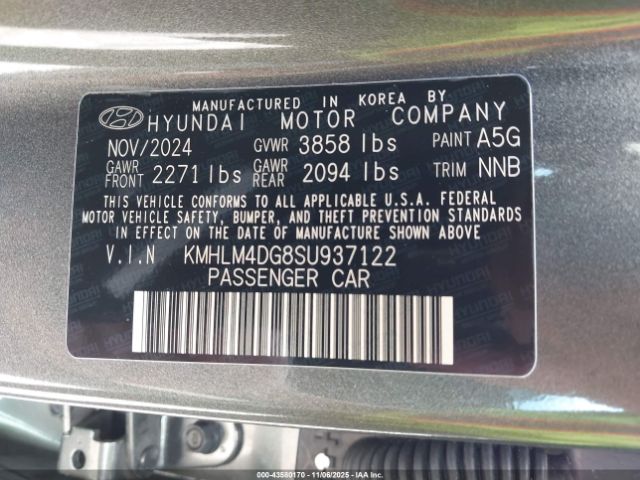 MANUFACTURED IN KOREA BY
HYUNDAI MOTOR COMPANY
NOV/2024 GVWR 3858 lbs PAINT A5G
GAWR FRONT 2271 lbs GAWR REAR 2094 lbs TRIM NNB
THIS VEHICLE CONFORMS TO ALL APPLICABLE U.S.A. FEDERAL
MOTOR VEHICLE SAFETY, BUMPER, AND THEFT PREVENTION STANDARDS
IN EFFECT ON THE DATE OF MANUFACTURE SHOWN ABOVE
V.I.N KMHLM4DG8SU937122
PASSENGER CAR
000-43580170 - 11/06/2025 - IAA Inc.